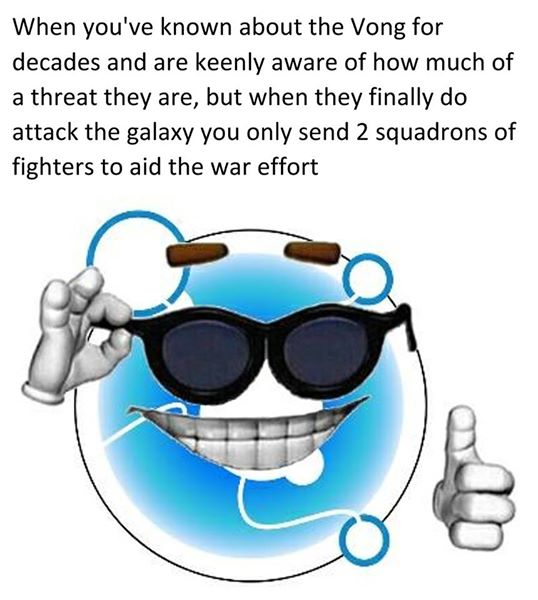 When you've known about the Vong for
decades and are keenly aware of how much of
a threat they are, but when they finally do
attack the galaxy you only send 2 squadrons of
fighters to aid the war effort